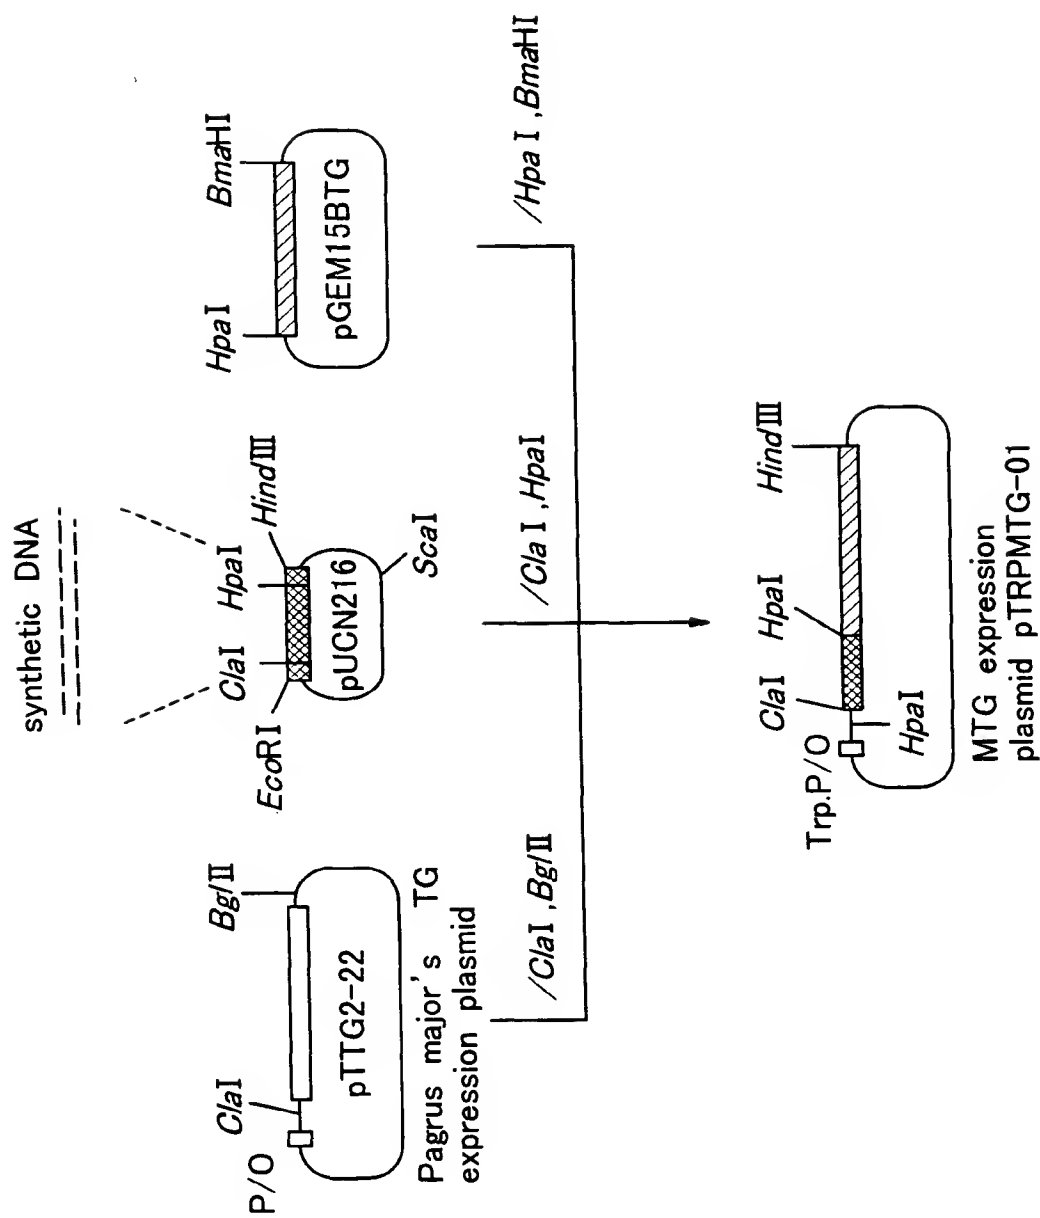 synthetic DNA
P/O
ClaI
BglII
pTTG2-22
Pagrus major's TG
expression plasmid
EcoRI
ClaI
HpaI
HindIII
pUCN216
ScaI
HpaI
BmaHI
pGEM15BTG
/ClaI,BglII
/ClaI,HpaI
/HpaI,BmaHI
Trp.P/O
ClaI
HpaI
HindIII
HpaI
MTG expression
plasmid pTRPMTG-01